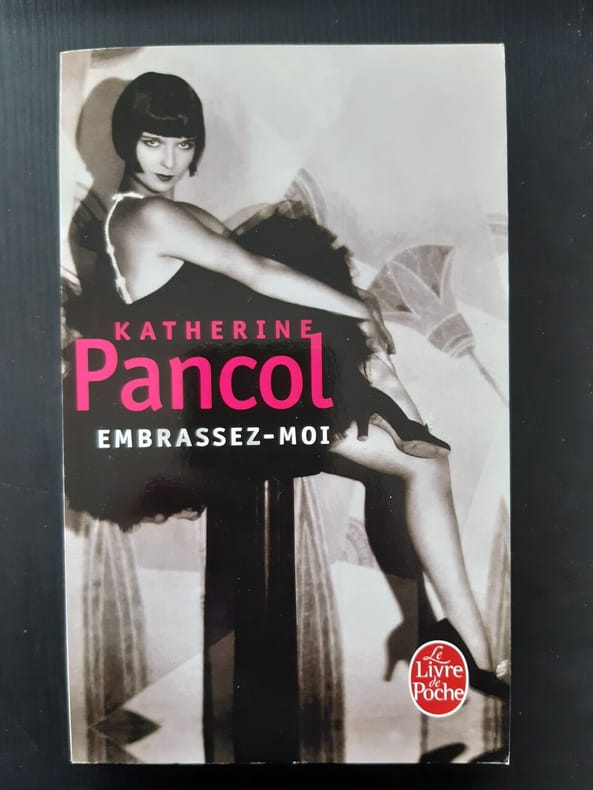 KATHERINE
Pancol
EMBRASSEZ-MOI
Le
Livre
de
Poche